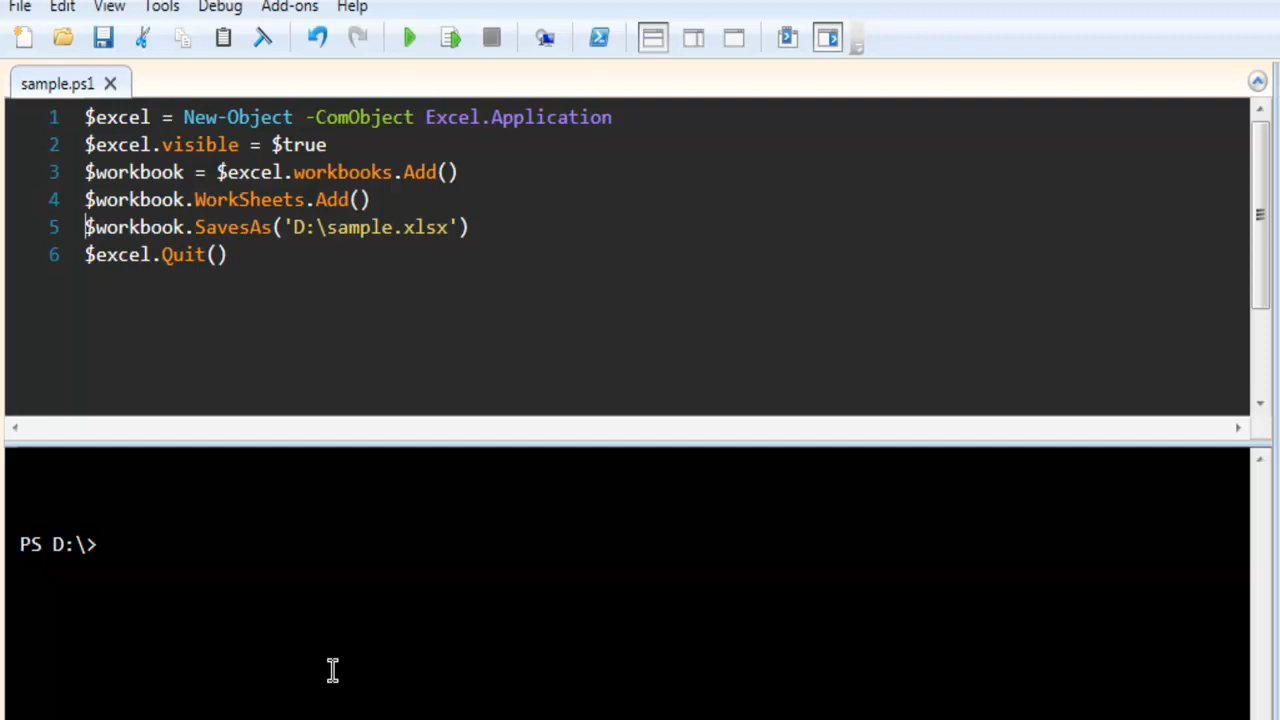 File Edit View Tools Debug Add-ons Help
sample.ps1
1 $excel = New-Object -ComObject Excel.Application
2 $excel.visible = $true
3 $workbook = $excel.workbooks.Add()
4 $workbook.WorkSheets.Add()
5 $workbook.SavesAs('D:\sample.xlsx')
6 $excel.Quit()
PS D:\>